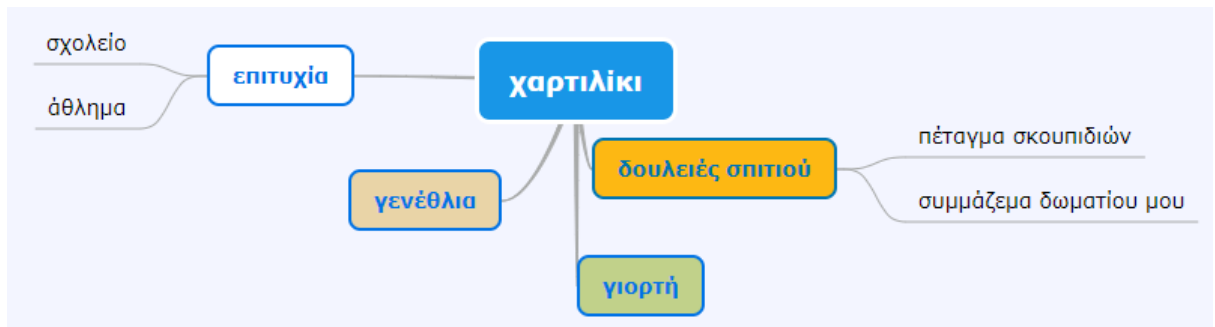 σχολείο
άθλημα
επιτυχία
χαρτιλίκι
γενέθλια
δουλειές σπιτιού
πέταγμα σκουπιδιών
συμμάζεμα δωματίου μου
γιορτή